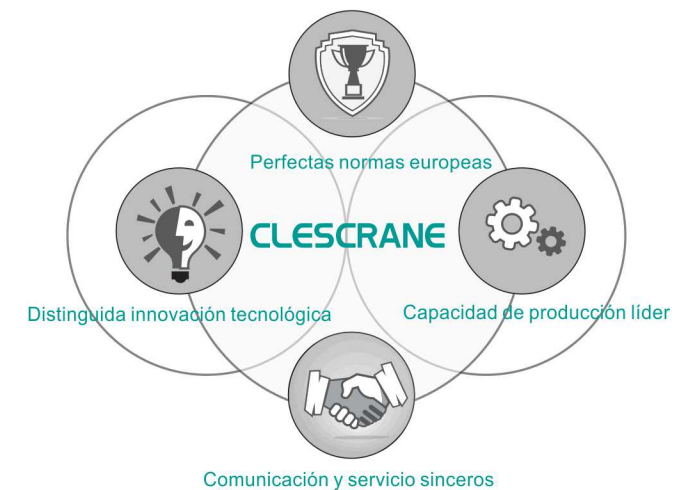 Perfectas normas europeas
CLESCRANE
Distinguida innovación tecnológica
Capacidad de producción líder
Comunicación y servicio sinceros